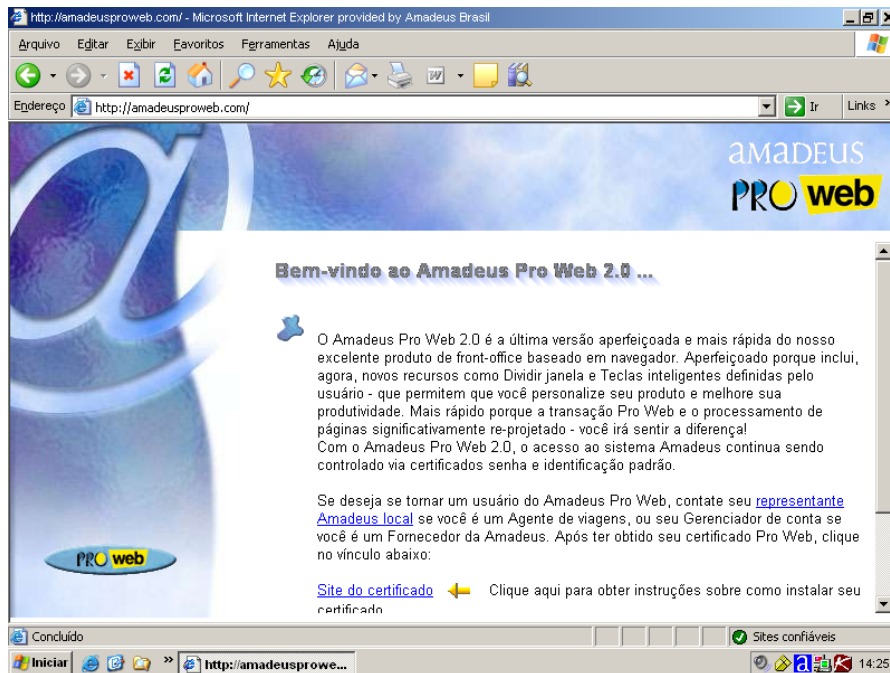 http://amadeusproweb.com/ - Microsoft Internet Explorer provided by Amadeus Brasil
Arquivo Editar Exibir Favoritos Ferramentas Ajuda
Endereço http://amadeusproweb.com/ Ir Links »
aMaDEUS
PRO web
Bem-vindo ao Amadeus Pro Web 2.0 ...
O Amadeus Pro Web 2.0 é a última versão aperfeiçoada e mais rápida do nosso
excelente produto de front-office baseado em navegador. Aperfeiçoado porque inclui,
agora, novos recursos como Dividir janela e Teclas inteligentes definidas pelo
usuário - que permitem que você personalize seu produto e melhore sua
produtividade. Mais rápido porque a transação Pro Web e o processamento de
páginas significativamente re-projetado - você irá sentir a diferença!
Com o Amadeus Pro Web 2.0, o acesso ao sistema Amadeus continua sendo
controlado via certificados senha e identificação padrão.
Se deseja se tornar um usuário do Amadeus Pro Web, contate seu representante
Amadeus local se você é um Agente de viagens, ou seu Gerenciador de conta se
você é um Fornecedor da Amadeus. Após ter obtido seu certificado Pro Web, clique
no vínculo abaixo:
PRO web
Site do certificado Clique aqui para obter instruções sobre como instalar seu
certificado
Concluído Sites confiáveis
Iniciar » http://amadeusprowe... 14:25